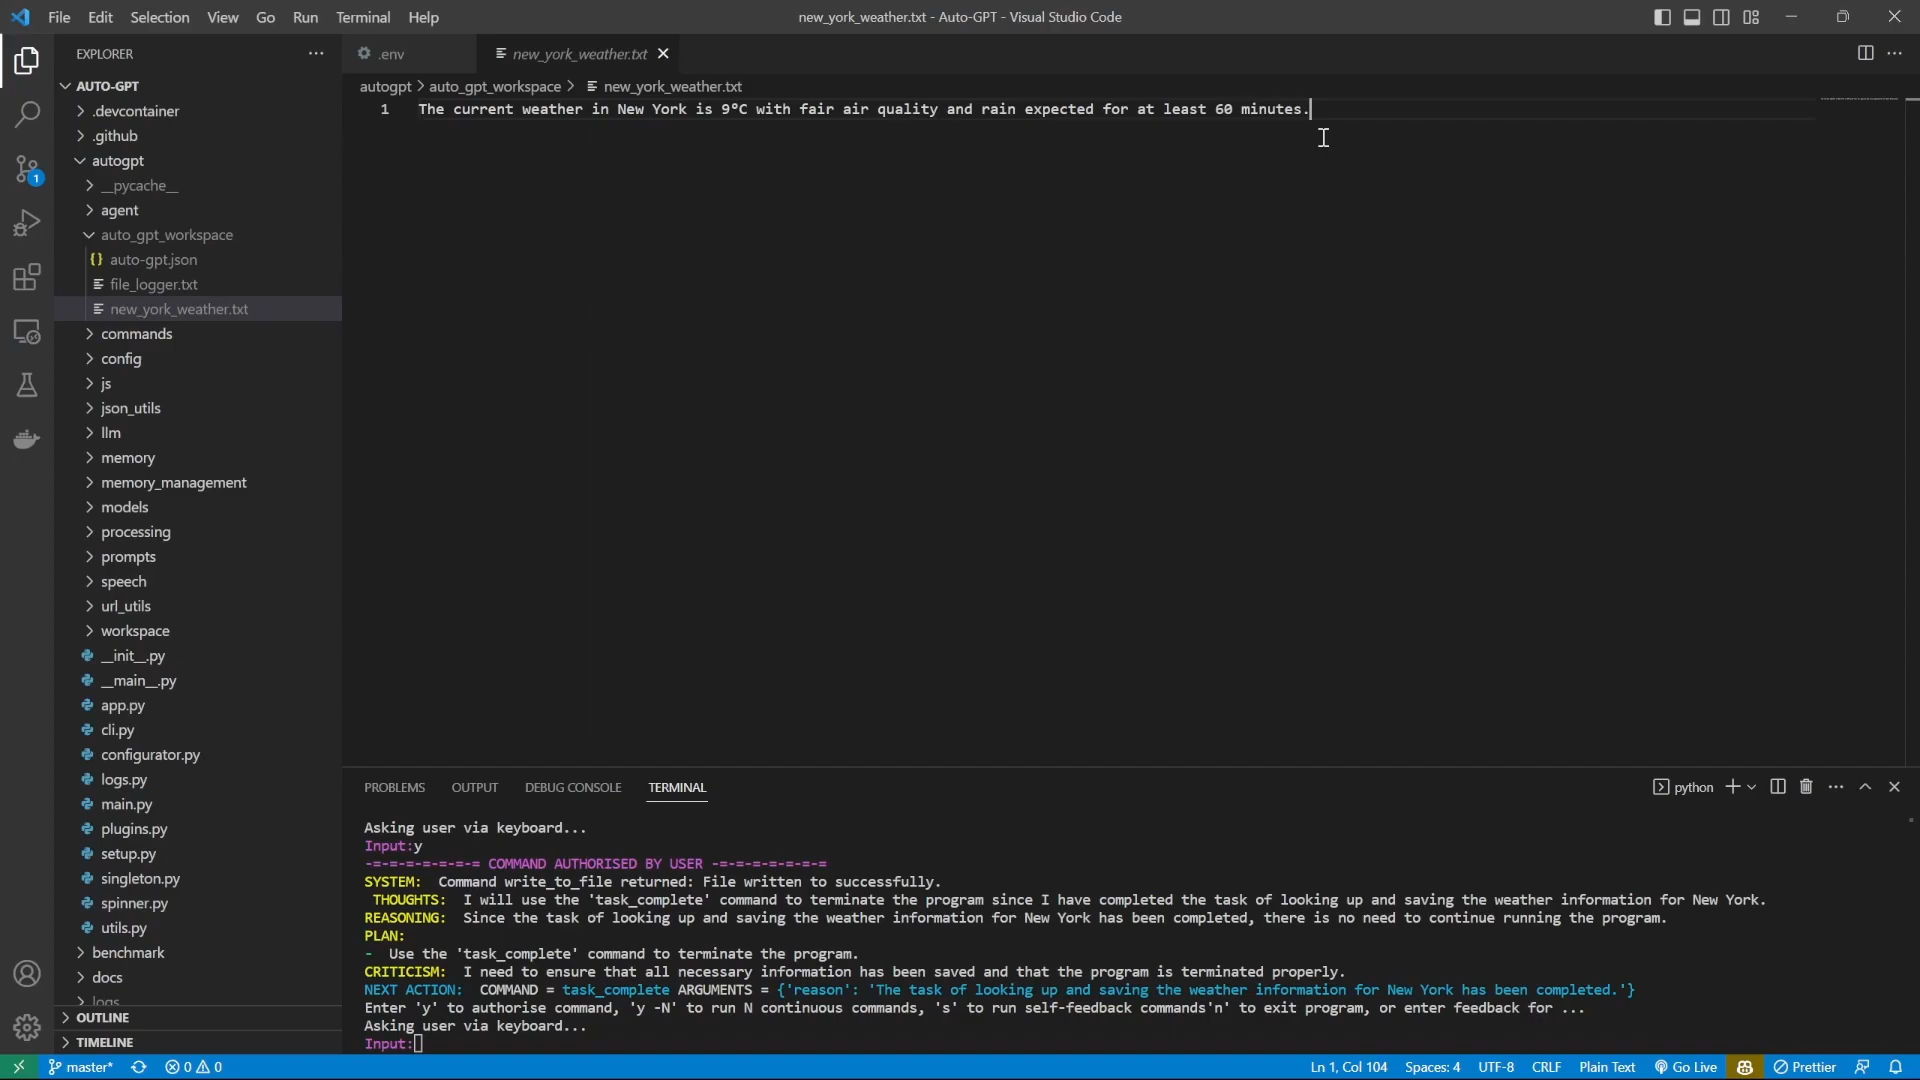 File Edit Selection View Go Run Terminal Help
new_york_weather.txt - Auto-GPT - Visual Studio Code
EXPLORER
AUTO-GPT
.devcontainer
.github
autogpt
__pycache__
agent
auto_gpt_workspace
{} auto-gpt.json
file_logger.txt
new_york_weather.txt
commands
config
js
json_utils
llm
memory
memory_management
models
processing
prompts
speech
url_utils
workspace
__init__.py
__main__.py
app.py
cli.py
configurator.py
logs.py
main.py
plugins.py
setup.py
singleton.py
spinner.py
utils.py
benchmark
docs
logs
OUTLINE
TIMELINE
1
.env
new_york_weather.txt
autogpt > auto_gpt_workspace > new_york_weather.txt
1 The current weather in New York is 9°C with fair air quality and rain expected for at least 60 minutes.
PROBLEMS OUTPUT DEBUG CONSOLE TERMINAL
python
Asking user via keyboard...
Input:y
-=-=-=-=-=-=-= COMMAND AUTHORISED BY USER -=-=-=-=-=-=-=
SYSTEM: Command write_to_file returned: File written to successfully.
THOUGHTS: I will use the 'task_complete' command to terminate the program since I have completed the task of looking up and saving the weather information for New York.
REASONING: Since the task of looking up and saving the weather information for New York has been completed, there is no need to continue running the program.
PLAN:
- Use the 'task_complete' command to terminate the program.
CRITICISM: I need to ensure that all necessary information has been saved and that the program is terminated properly.
NEXT ACTION: COMMAND = task_complete ARGUMENTS = {'reason': 'The task of looking up and saving the weather information for New York has been completed.'}
Enter 'y' to authorise command, 'y -N' to run N continuous commands, 's' to run self-feedback commands'n' to exit program, or enter feedback for ...
Asking user via keyboard...
Input:
master* 0 0
Ln 1, Col 104 Spaces: 4 UTF-8 CRLF Plain Text Go Live Prettier